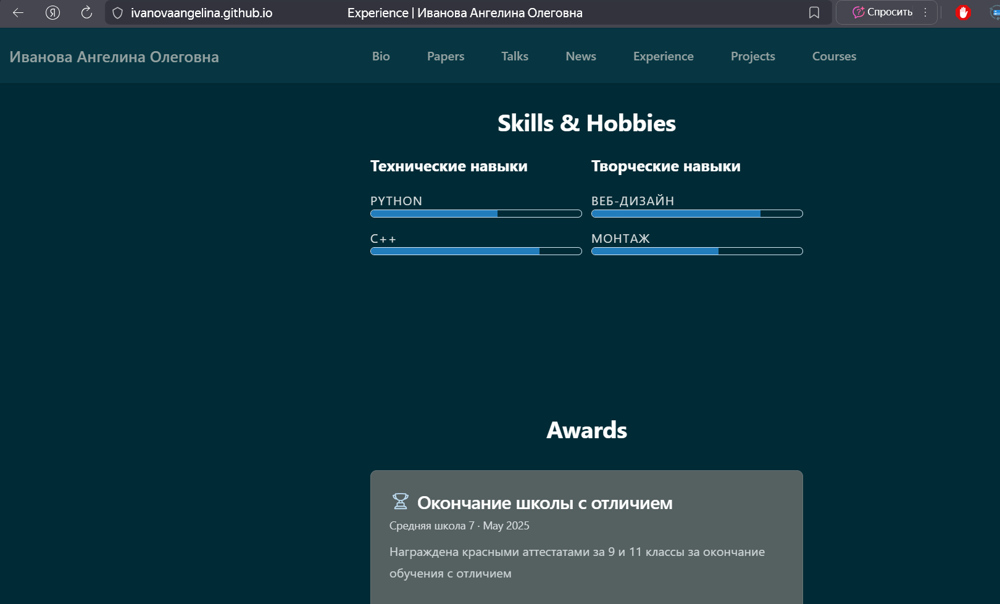 Я ivanovaangelina.github.io Experience | Иванова Ангелина Олеговна Спросить
Иванова Ангелина Олеговна Bio Papers Talks News Experience Projects Courses
Skills & Hobbies
Технические навыки Творческие навыки
PYTHON ВЕБ-ДИЗАЙН
C++ МОНТАЖ
Awards
Окончание школы с отличием
Средняя школа 7 · May 2025
Награждена красными аттестатами за 9 и 11 классы за окончание
обучения с отличием